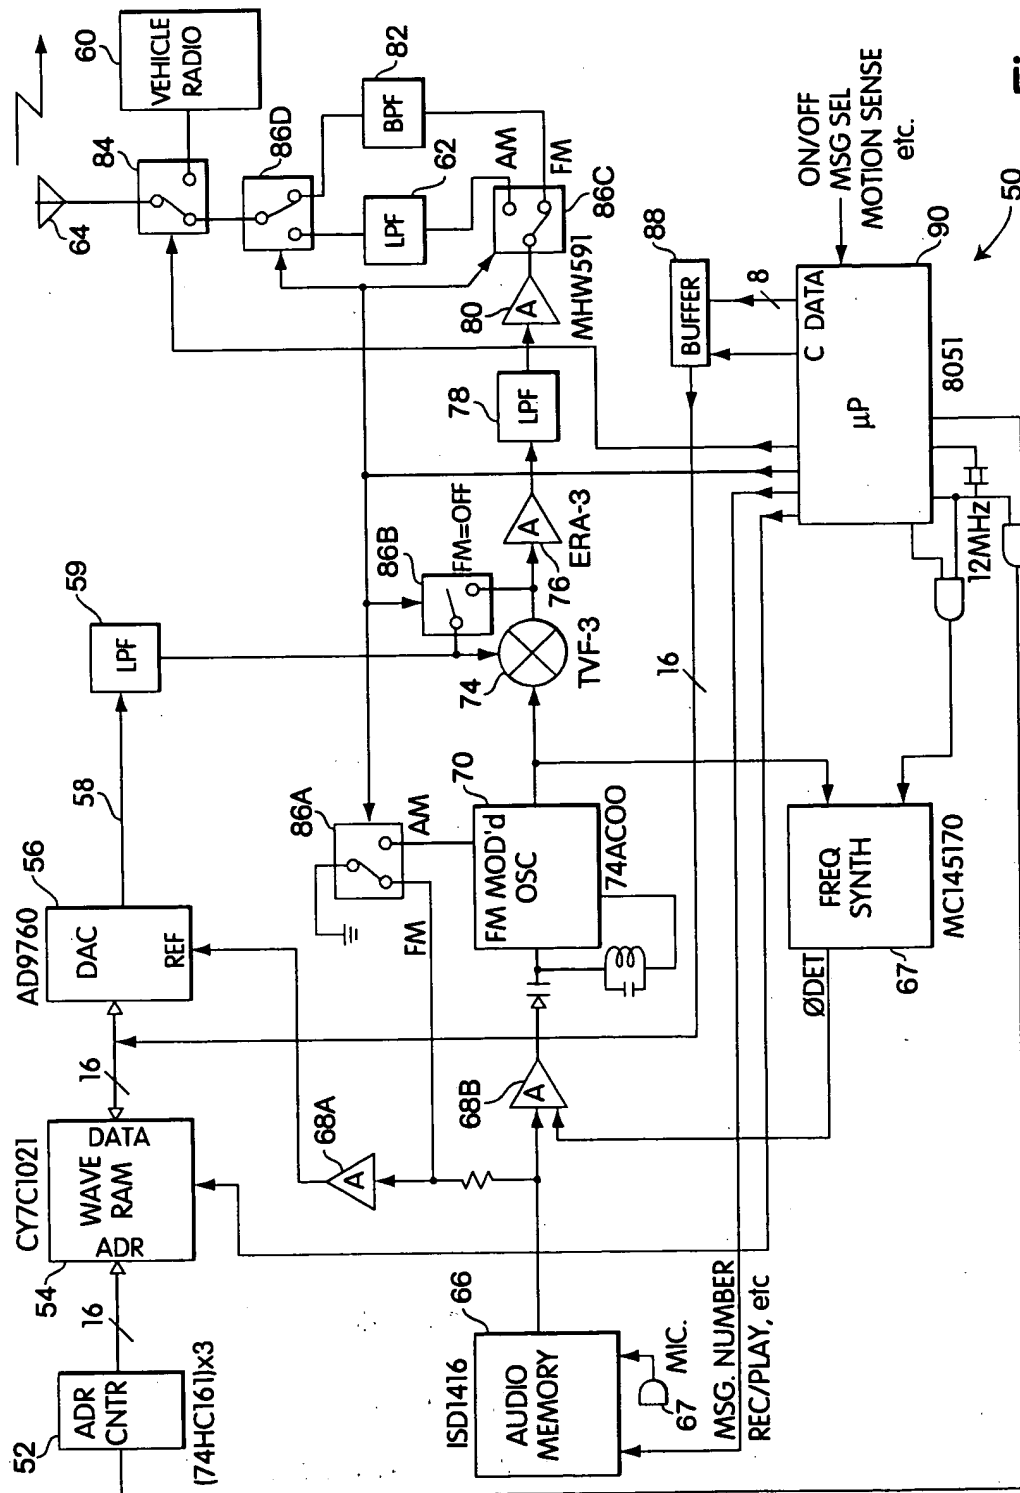 60
VEHICLE
RADIO
84
64
86D
82
BPF
62
LPF
AM
FM
86C
80
A
MHW591
78
LPF
A
76
ERA-3
86B
FM=OFF
74
TVF-3
59
LPF
58
56
AD9760
DAC
REF
16
CY7C1021
DATA
WAVE
RAM
ADR
54
16
52
ADR
CNTR
(74HC161)x3
68A
A
86A
AM
FM
70
FM MOD'd
OSC
74AC00
68B
A
66
ISD1416
AUDIO
MEMORY
MIC.
67
MSG. NUMBER
REC/PLAY, etc
ØDET
FREQ
SYNTH
67
MC145170
16
88
BUFFER
8
C DATA
µP
8051
12MHz
90
ON/OFF
MSG SEL
MOTION SENSE
etc.
50